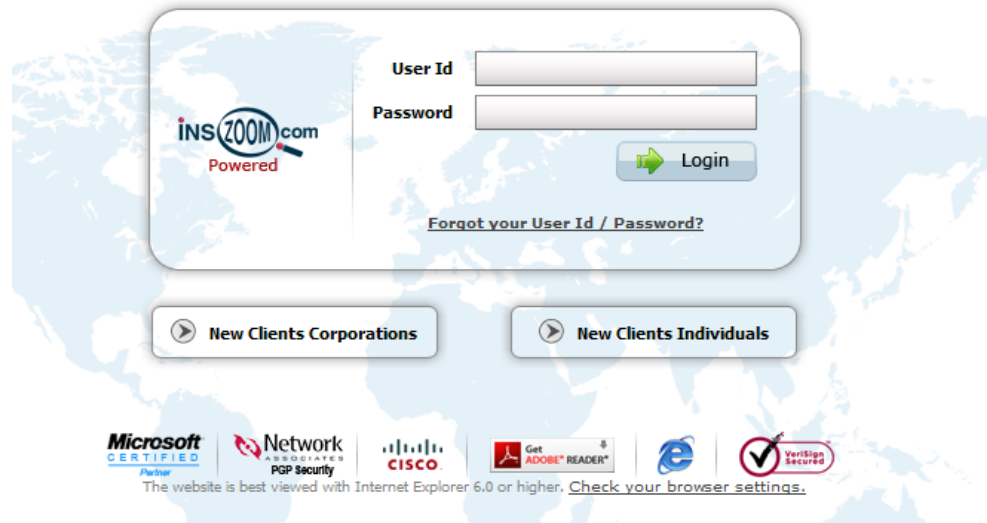 User Id
Password
insZOOM.com
Powered
Login
Forgot your User Id / Password?
New Clients Corporations
New Clients Individuals
Microsoft
CERTIFIED
Partner
Network
ASSOCIATES
PGP Security
CISCO
Get
ADOBE® READER®
VeriSign
Secured
The website is best viewed with Internet Explorer 6.0 or higher. Check your browser settings.